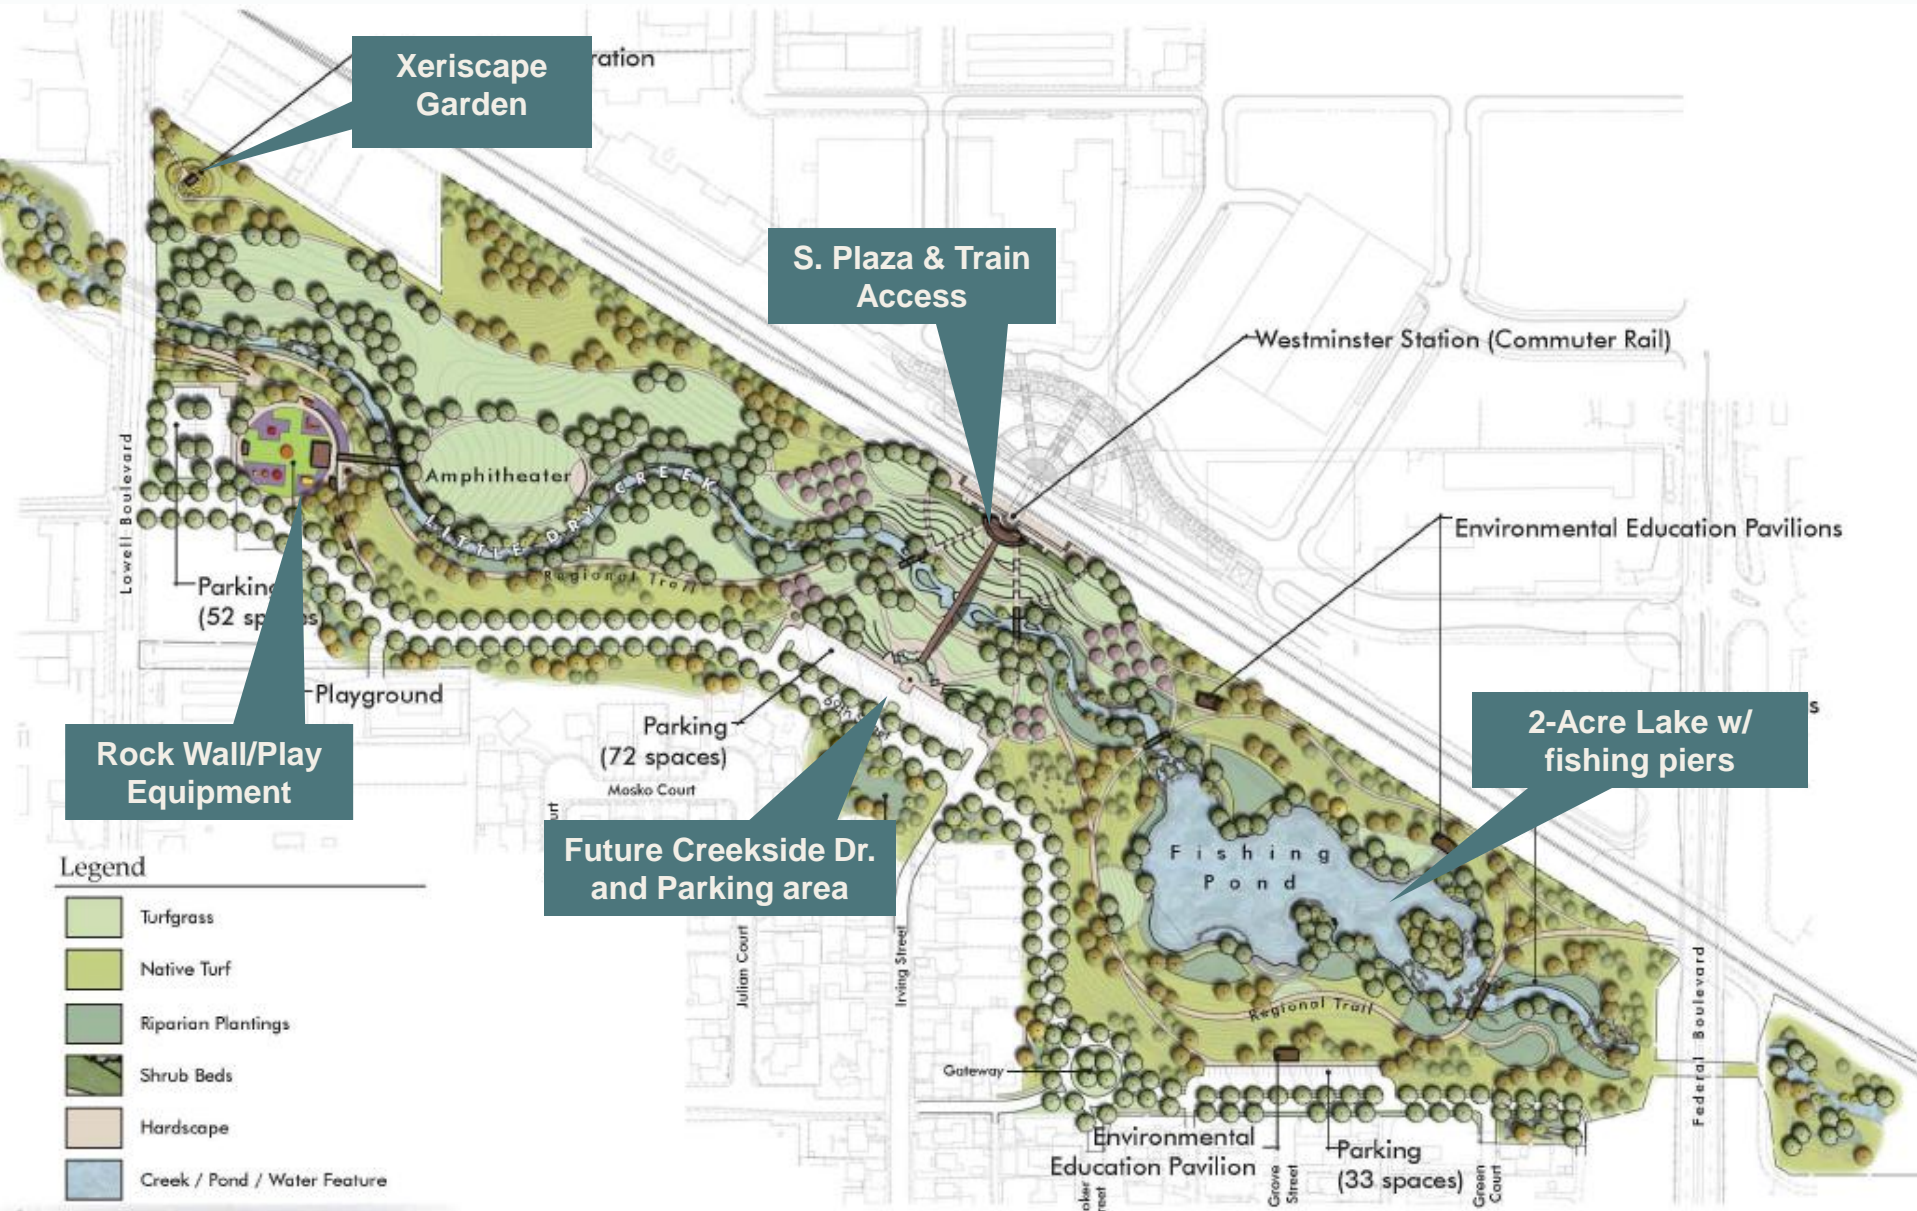 Xeriscape
Garden
ration
S. Plaza & Train
Access
Westminster Station (Commuter Rail)
Environmental Education Pavilions
Lowell Boulevard
Amphitheater
LITTLE DRY CREEK
Regional Trail
Parking
(52 spaces)
Playground
Rock Wall/Play
Equipment
Parking
(72 spaces)
Mosko Court
Future Creekside Dr.
and Parking area
2-Acre Lake w/
fishing piers
s
Fishing
Pond
Regional Trail
Julian Court
Irving Street
Gateway
Federal Boulevard
Environmental
Education Pavilion
Grove
Street
Parking
(33 spaces)
Green
Court
Legend
Turfgrass
Native Turf
Riparian Plantings
Shrub Beds
Hardscape
Creek / Pond / Water Feature